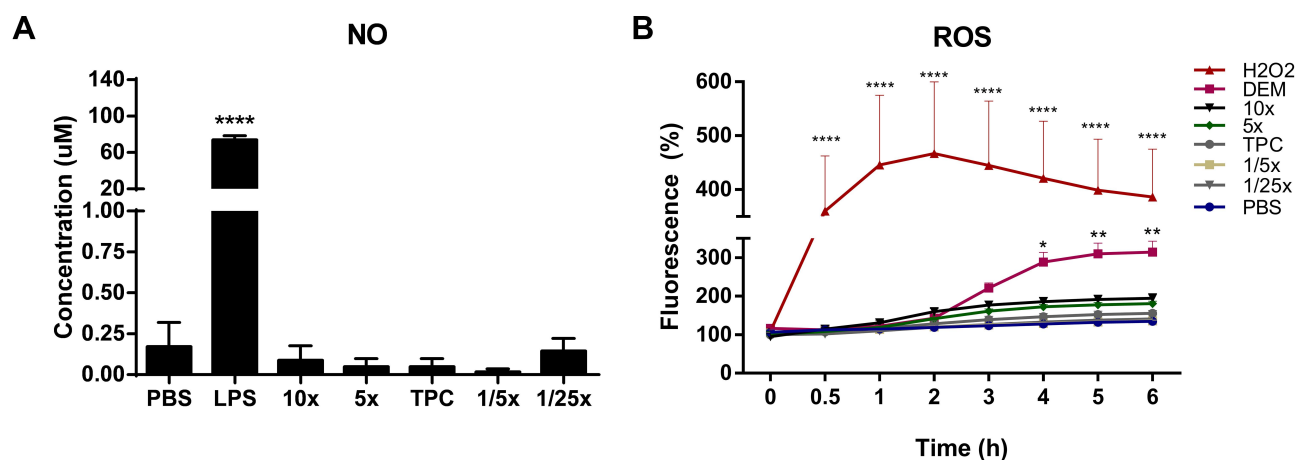 A
NO
Concentration (uM)
140
100
60
20
1.00
0.75
0.50
0.25
0.00
****
PBS LPS 10x 5x TPC 1/5x 1/25x
B
ROS
Fluorescence (%)
600
500
400
300
200
100
0
**** **** **** **** **** **** ****
* ** **
0 0.5 1 2 3 4 5 6
Time (h)
H2O2
DEM
10x
5x
TPC
1/5x
1/25x
PBS